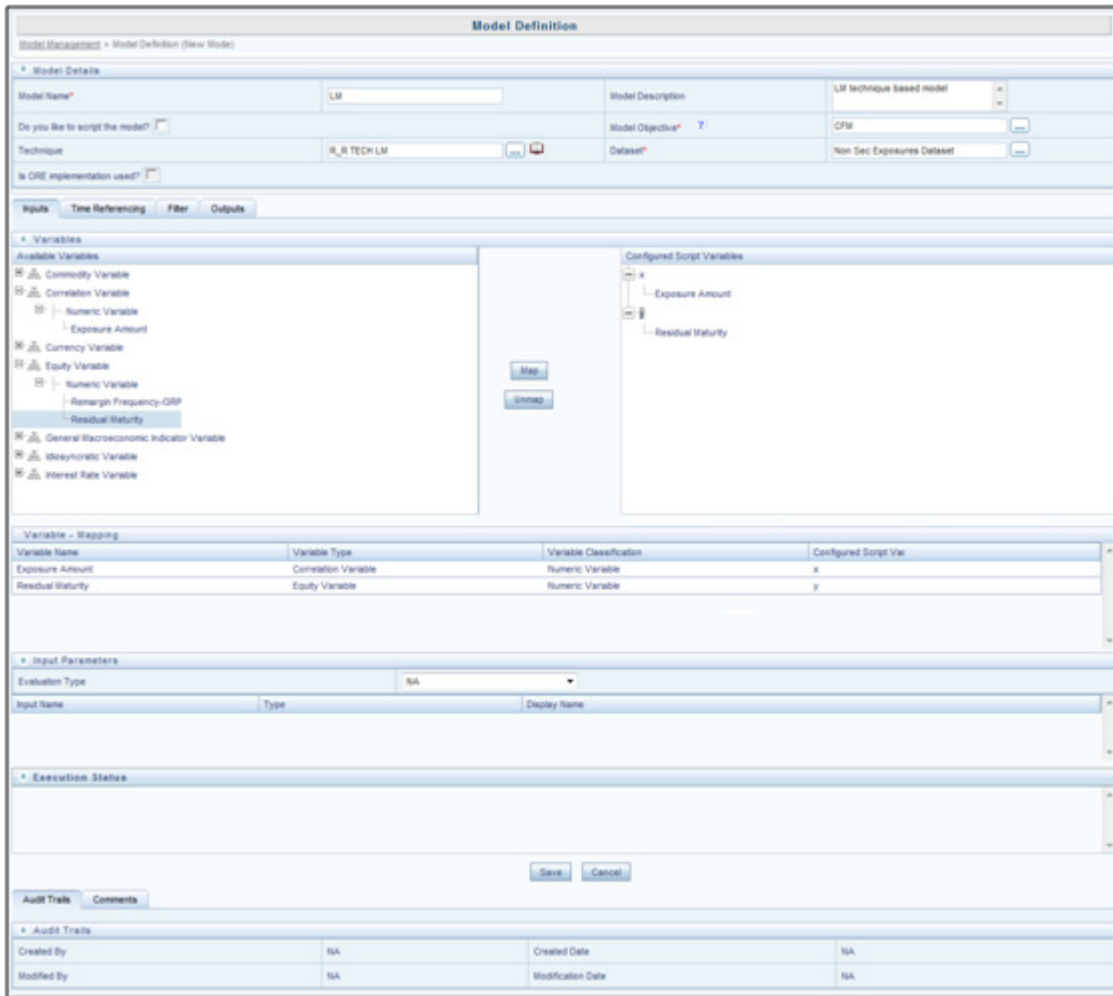 Model Definition
Model Management > Model Definition (New Mode)
Model Details
Model Name* LM Model Description LM technique based model
Do you like to script the model? Model Objective* ? CFM ...
Technique R_R TECH LM ... Dataset* Non Sec Exposures Dataset ...
Is ORE implementation used?
Inputs Time Referencing Filter Outputs
Variables
Available Variables Configured Script Variables
Commodity Variable x
Correlation Variable Exposure Amount
Numeric Variable y
Exposure Amount Residual Maturity
Currency Variable
Equity Variable
Numeric Variable Map
Remargin Frequency-GRP Unmap
Residual Maturity
General Macroeconomic Indicator Variable
Idiosyncratic Variable
Interest Rate Variable
Variable - Mapping
Variable Name Variable Type Variable Classification Configured Script Var
Exposure Amount Correlation Variable Numeric Variable x
Residual Maturity Equity Variable Numeric Variable y
Input Parameters
Evaluation Type NA
Input Name Type Display Name
Execution Status
Save Cancel
Audit Trails Comments
Audit Trails
Created By NA Created Date NA
Modified By NA Modification Date NA